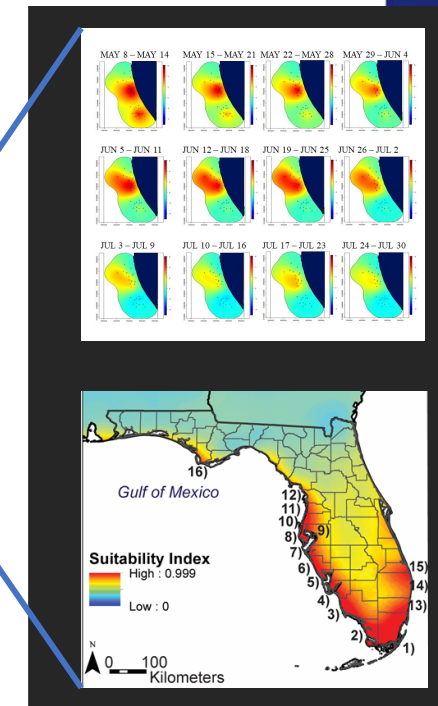 MAY 8 – MAY 14 MAY 15 – MAY 21 MAY 22 – MAY 28 MAY 29 – JUN 4
JUN 5 – JUN 11 JUN 12 – JUN 18 JUN 19 – JUN 25 JUN 26 – JUL 2
JUL 3 – JUL 9 JUL 10 – JUL 16 JUL 17 – JUL 23 JUL 24 – JUL 30
16)
Gulf of Mexico
12)
11)
10)
9)
8)
7)
6)
5)
4)
3)
2)
1)
15)
14)
13)
Suitability Index
High : 0.999
Low : 0
N
0 100
Kilometers